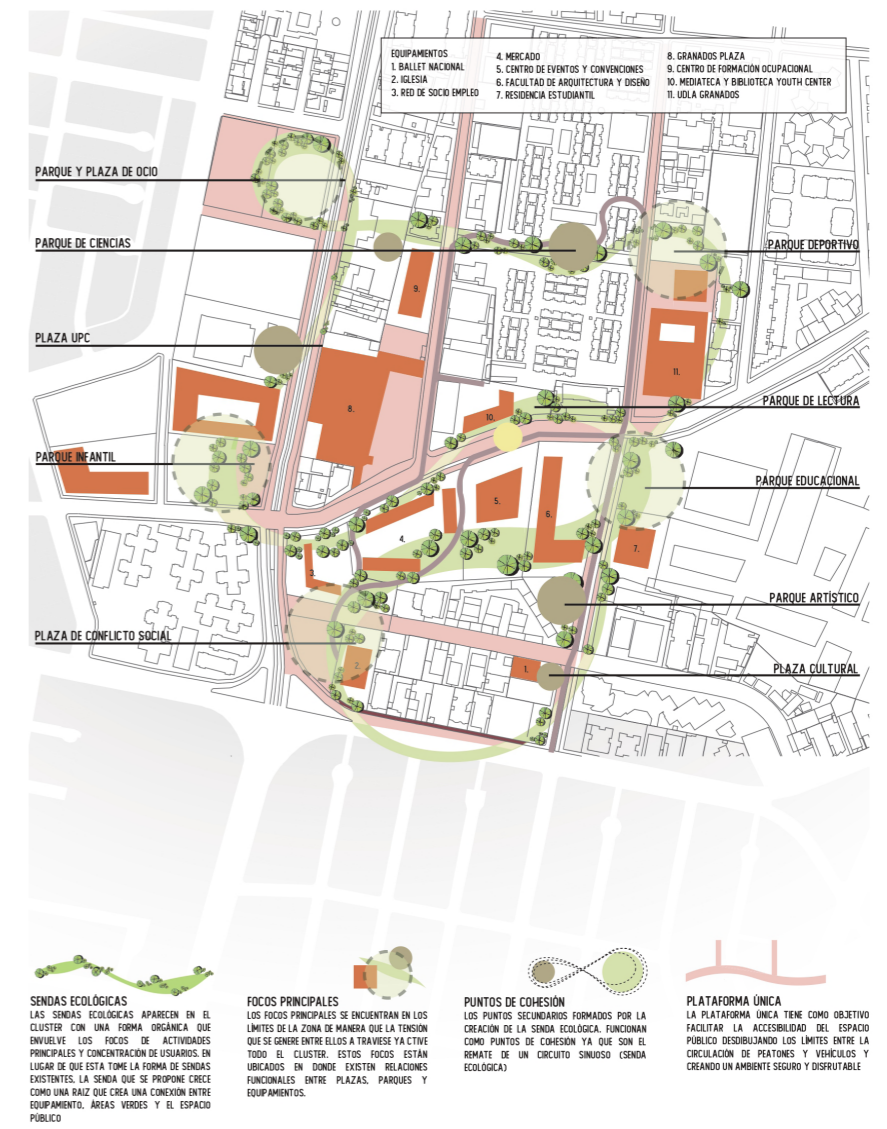 EQUIPAMIENTOS
1. BALLET NACIONAL
2. IGLESIA
3. RED DE SOCIO EMPLEO
4. MERCADO
5. CENTRO DE EVENTOS Y CONVENCIONES
6. FACULTAD DE ARQUITECTURA Y DISEÑO
7. RESIDENCIA ESTUDIANTIL
8. GRANADOS PLAZA
9. CENTRO DE FORMACIÓN OCUPACIONAL
10. MEDIATECA Y BIBLIOTECA YOUTH CENTER
11. UDLA GRANADOS
PARQUE Y PLAZA DE OCIO
PARQUE DE CIENCIAS
PARQUE DEPORTIVO
9.
PLAZA UPC
11.
8.
10.
PARQUE DE LECTURA
PARQUE INFANTIL
PARQUE EDUCACIONAL
5.
6.
4.
7.
3.
PARQUE ARTÍSTICO
PLAZA DE CONFLICTO SOCIAL
2.
1.
PLAZA CULTURAL
SENDAS ECOLÓGICAS
LAS SENDAS ECOLÓGICAS APARECEN EN EL
CLUSTER CON UNA FORMA ORGÁNICA QUE
ENVUELVE LOS FOCOS DE ACTIVIDADES
PRINCIPALES Y CONCENTRACIÓN DE USUARIOS. EN
LUGAR DE QUE ESTA TOME LA FORMA DE SENDAS
EXISTENTES, LA SENDA QUE SE PROPONE CRECE
COMO UNA RAIZ QUE CREA UNA CONEXIÓN ENTRE
EQUIPAMIENTO, ÁREAS VERDES Y EL ESPACIO
PÚBLICO
FOCOS PRINCIPALES
LOS FOCOS PRINCIPALES SE ENCUENTRAN EN LOS
LÍMITES DE LA ZONA DE MANERA QUE LA TENSIÓN
QUE SE GENERE ENTRE ELLOS A TRAVIESE YA CTIVE
TODO EL CLUSTER. ESTOS FOCOS ESTÁN
UBICADOS EN DONDE EXISTEN RELACIONES
FUNCIONALES ENTRE PLAZAS, PARQUES Y
EQUIPAMIENTOS.
PUNTOS DE COHESIÓN
LOS PUNTOS SECUNDARIOS FORMADOS POR LA
CREACIÓN DE LA SENDA ECOLÓGICA. FUNCIONAN
COMO PUNTOS DE COHESIÓN YA QUE SON EL
REMATE DE UN CIRCUITO SINUOSO (SENDA
ECOLÓGICA)
PLATAFORMA ÚNICA
LA PLATAFORMA ÚNICA TIENE COMO OBJETIVO
FACILITAR LA ACCESIBILIDAD DEL ESPACIO
PÚBLICO DESDIBUJANDO LOS LÍMITES ENTRE LA
CIRCULACIÓN DE PEATONES Y VEHÍCULOS Y
CREANDO UN AMBIENTE SEGURO Y DISFRUTABLE